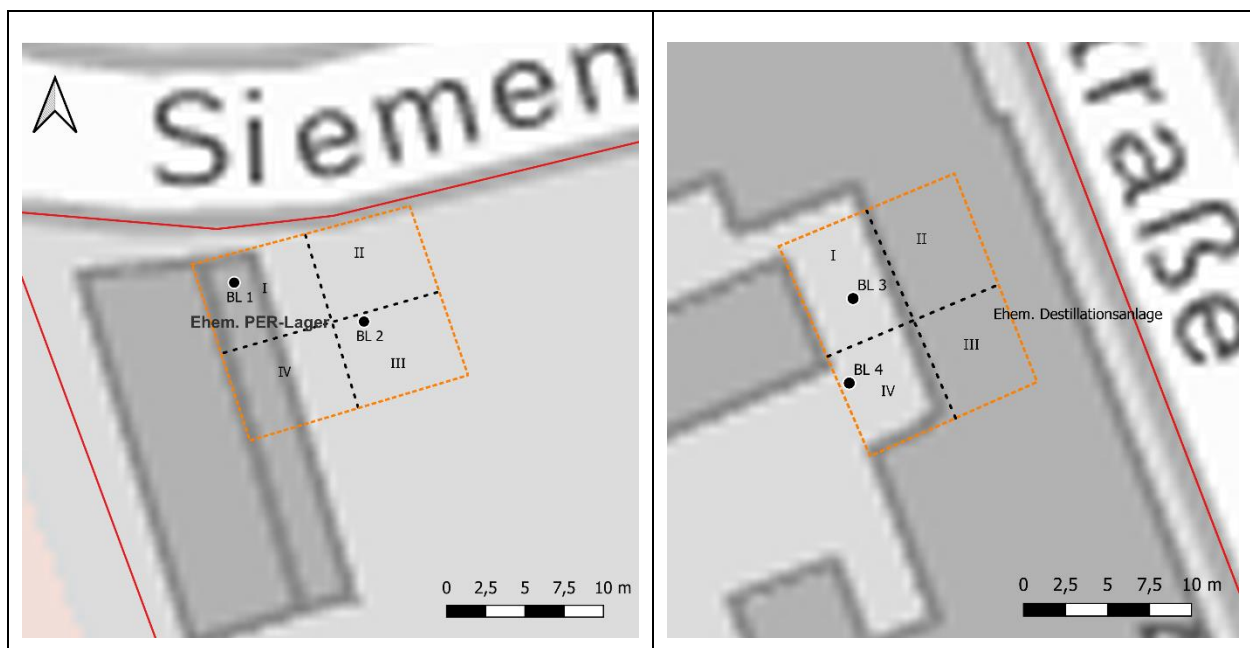 Siemen
II
BL 1
I
Ehem. PER-Lager
BL 2
IV
III
0 2,5 5 7,5 10 m
traße
I
II
BL 3
Ehem. Destillationsanlage
III
BL 4
IV
0 2,5 5 7,5 10 m